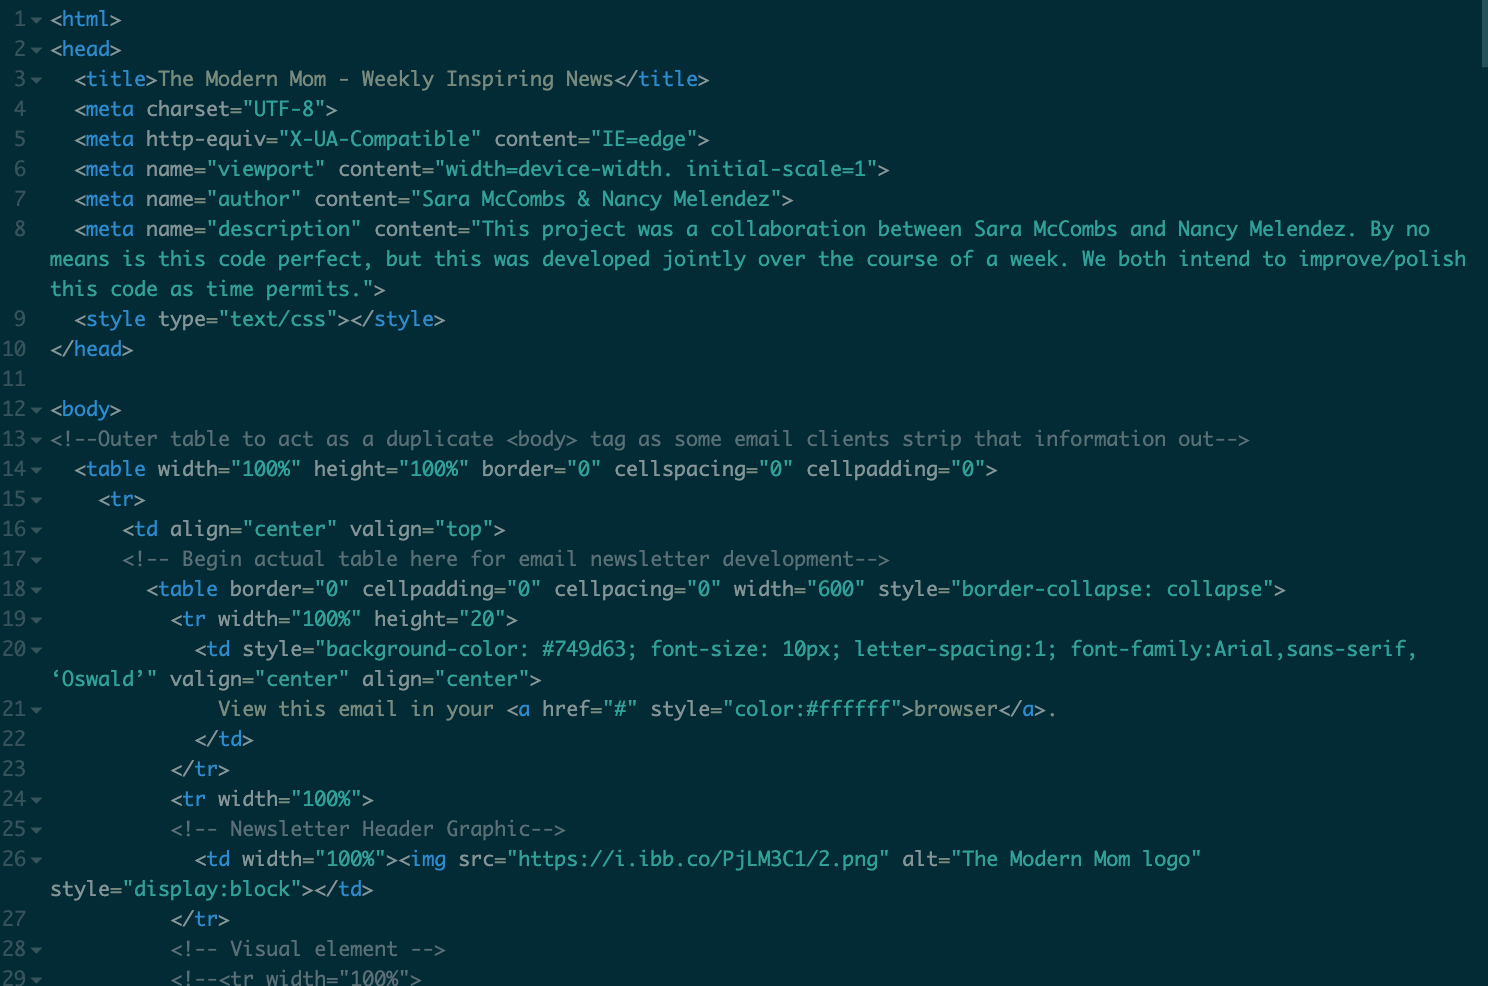 1 <html>
2 <head>
3 <title>The Modern Mom - Weekly Inspiring News</title>
4 <meta charset="UTF-8">
5 <meta http-equiv="X-UA-Compatible" content="IE=edge">
6 <meta name="viewport" content="width=device-width. initial-scale=1">
7 <meta name="author" content="Sara McCombs & Nancy Melendez">
8 <meta name="description" content="This project was a collaboration between Sara McCombs and Nancy Melendez. By no
means is this code perfect, but this was developed jointly over the course of a week. We both intend to improve/polish
this code as time permits.">
9 <style type="text/css"></style>
10 </head>
11
12 <body>
13 <!--Outer table to act as a duplicate <body> tag as some email clients strip that information out-->
14 <table width="100%" height="100%" border="0" cellspacing="0" cellpadding="0">
15 <tr>
16 <td align="center" valign="top">
17 <!-- Begin actual table here for email newsletter development-->
18 <table border="0" cellpadding="0" cellpacing="0" width="600" style="border-collapse: collapse">
19 <tr width="100%" height="20">
20 <td style="background-color: #749d63; font-size: 10px; letter-spacing:1; font-family:Arial,sans-serif,
‘Oswald’" valign="center" align="center">
21 View this email in your <a href="#" style="color:#ffffff">browser</a>.
22 </td>
23 </tr>
24 <tr width="100%">
25 <!-- Newsletter Header Graphic-->
26 <td width="100%"><img src="https://i.ibb.co/PjLM3C1/2.png" alt="The Modern Mom logo"
style="display:block"></td>
27 </tr>
28 <!-- Visual element -->
29 <!--<tr width="100%">